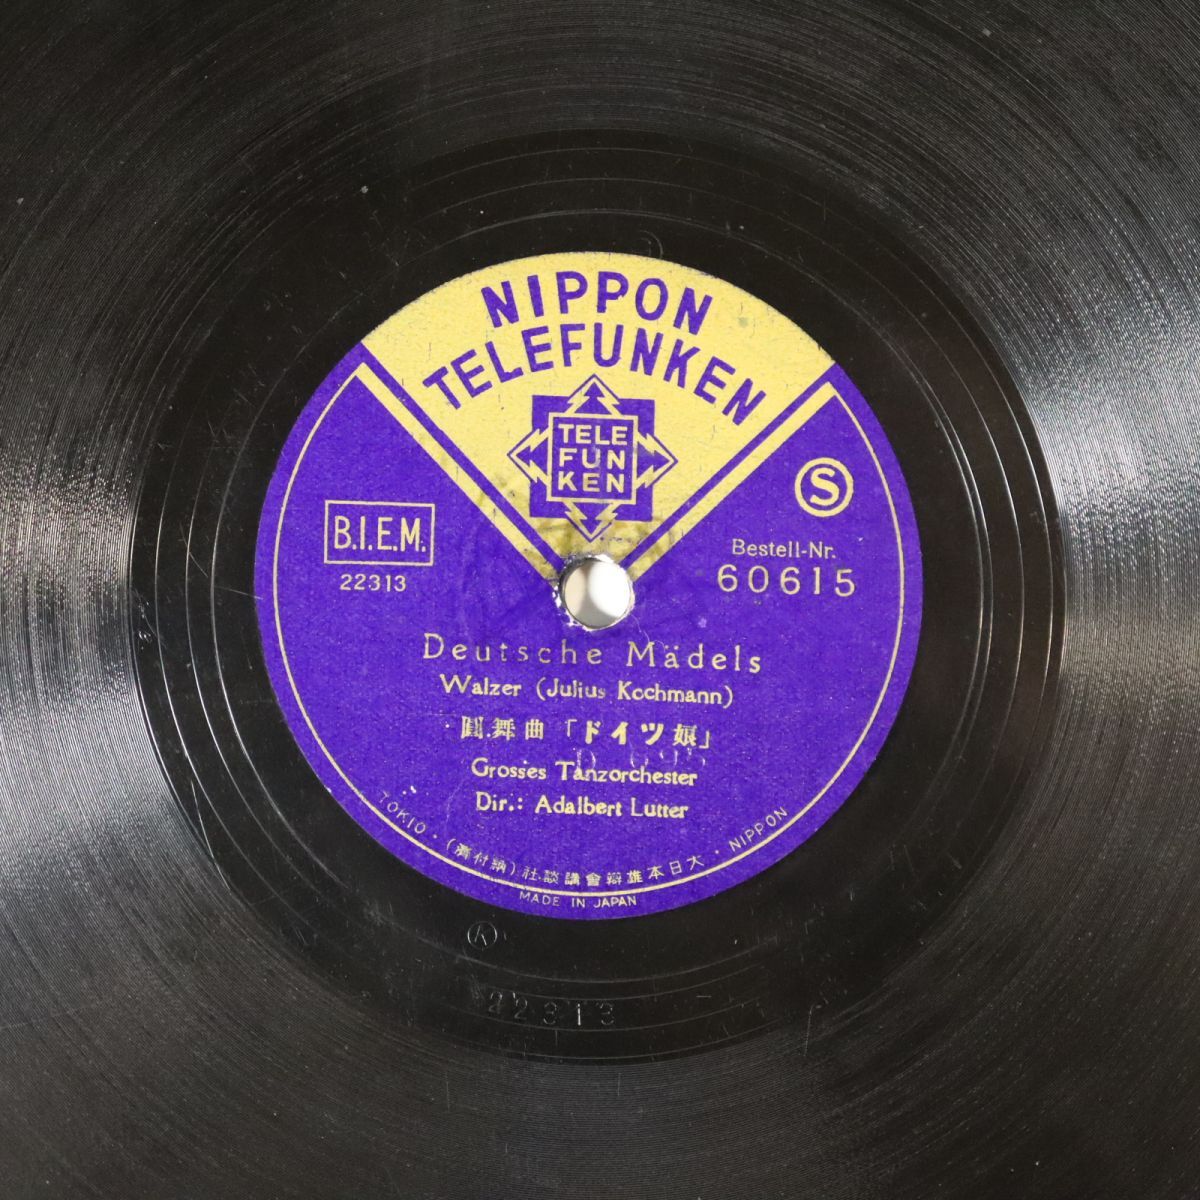 NIPPON
TELEFUNKEN
TELE
FUN
KEN
S
B.I.E.M.
22313
Bestell-Nr.
60615
Deutsche Mädels
Walzer (Julius Kochmann)
圓舞曲「ドイツ娘」
Grosses Tanzorchester
Dir.: Adalbert Lutter
TOKIO・(濟付納)社談講會辯雄本日大・NIPPON
MADE IN JAPAN
K
22313